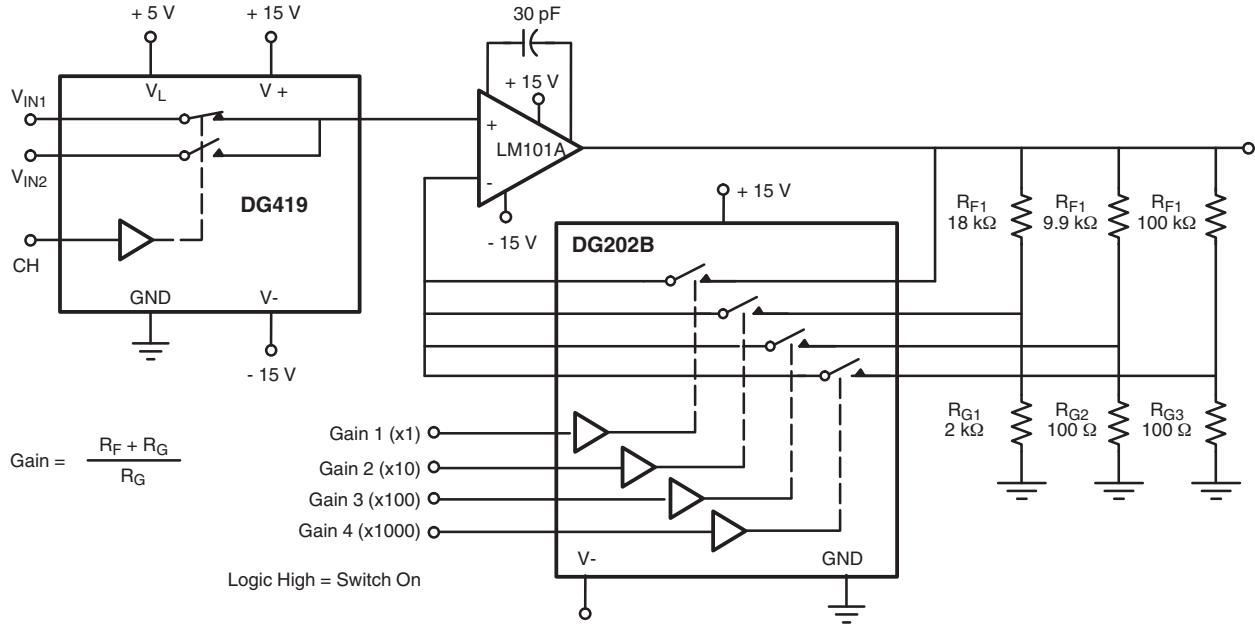 + 5 V
+ 15 V
30 pF
V_IN1
V_L
V +
+ 15 V
+
LM101A
V_IN2
-
DG419
- 15 V
+ 15 V
CH
GND
V-
- 15 V
DG202B
R_F1
18 kΩ
R_F1
9.9 kΩ
R_F1
100 kΩ
R_G1
2 kΩ
R_G2
100 Ω
R_G3
100 Ω
Gain = R_F + R_G
R_G
Gain 1 (x1)
Gain 2 (x10)
Gain 3 (x100)
Gain 4 (x1000)
V-
GND
Logic High = Switch On